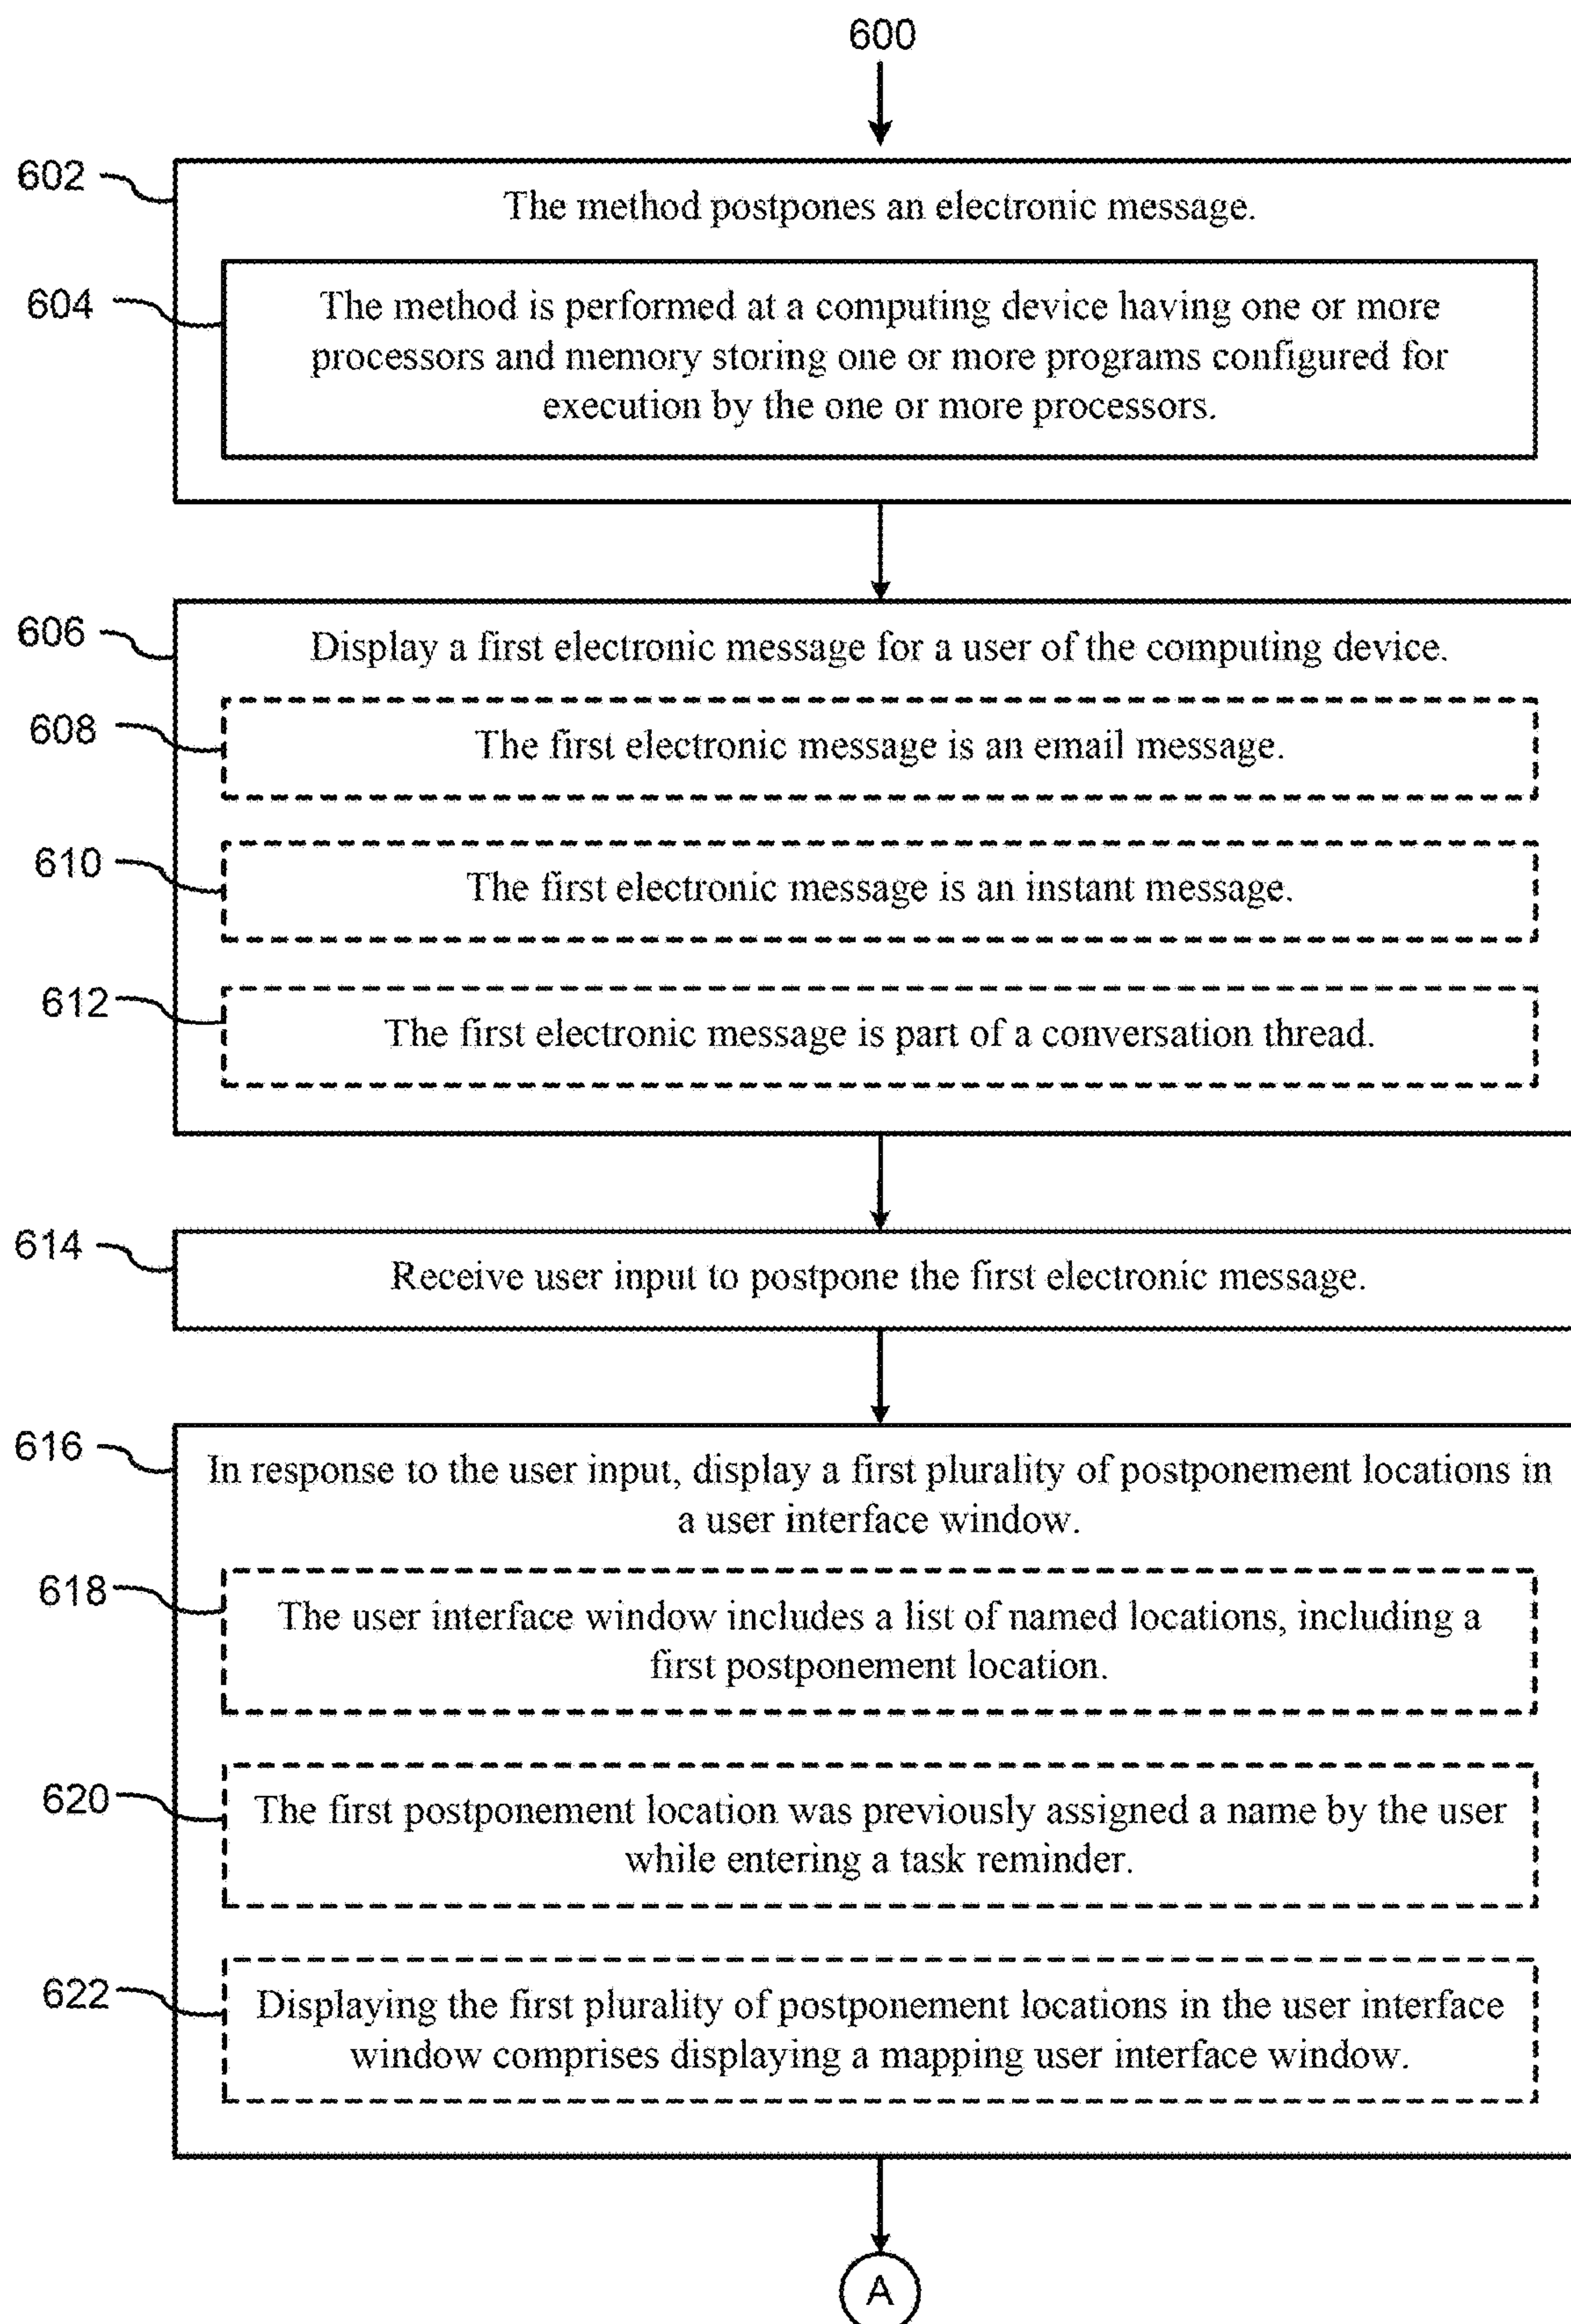 600
602
The method postpones an electronic message.
604
The method is performed at a computing device having one or more
processors and memory storing one or more programs configured for
execution by the one or more processors.
606
Display a first electronic message for a user of the computing device.
608
The first electronic message is an email message.
610
The first electronic message is an instant message.
612
The first electronic message is part of a conversation thread.
614
Receive user input to postpone the first electronic message.
616
In response to the user input, display a first plurality of postponement locations in
a user interface window.
618
The user interface window includes a list of named locations, including a
first postponement location.
620
The first postponement location was previously assigned a name by the user
while entering a task reminder.
622
Displaying the first plurality of postponement locations in the user interface
window comprises displaying a mapping user interface window.
A